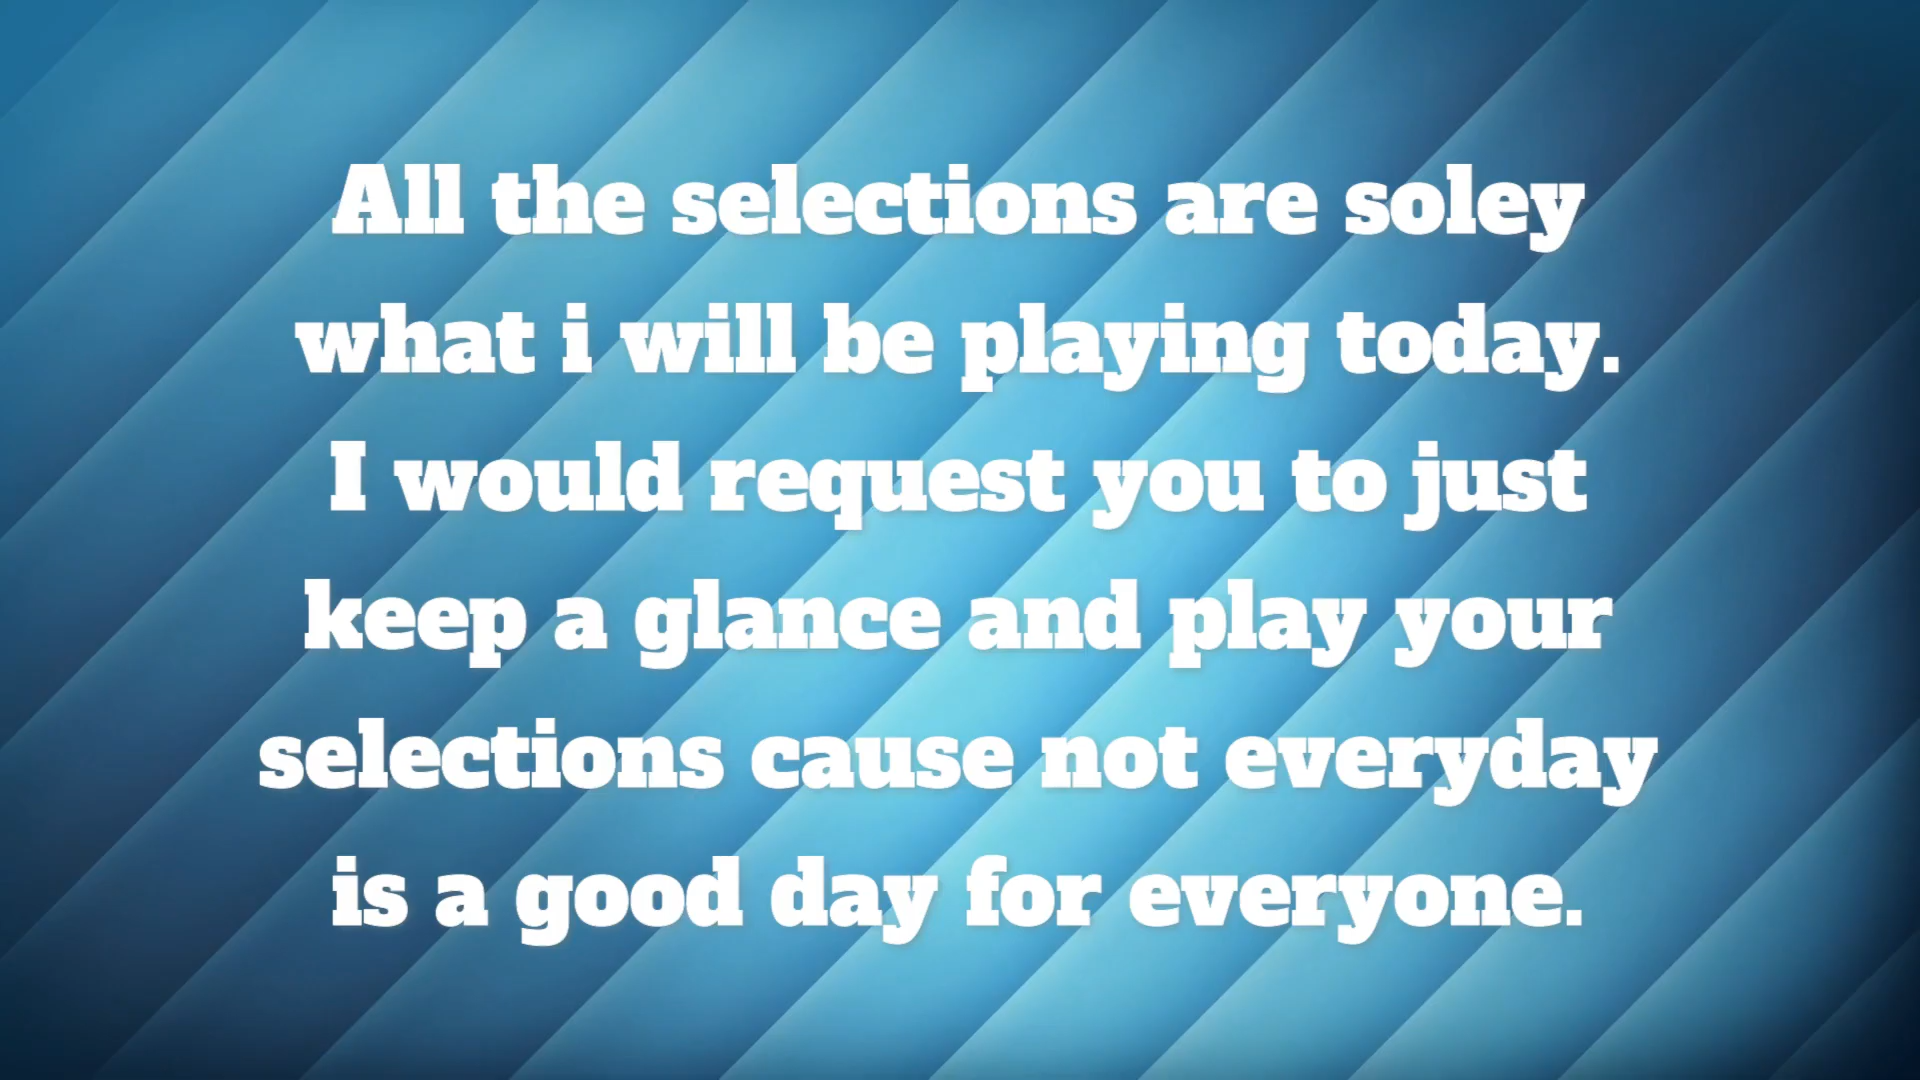 All the selections are soley
what i will be playing today.
I would request you to just
keep a glance and play your
selections cause not everyday
is a good day for everyone.